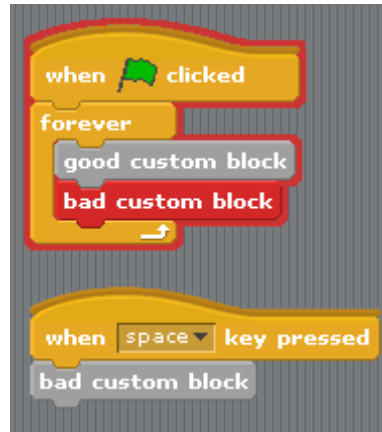 when clicked
forever
good custom block
bad custom block
when space key pressed
bad custom block